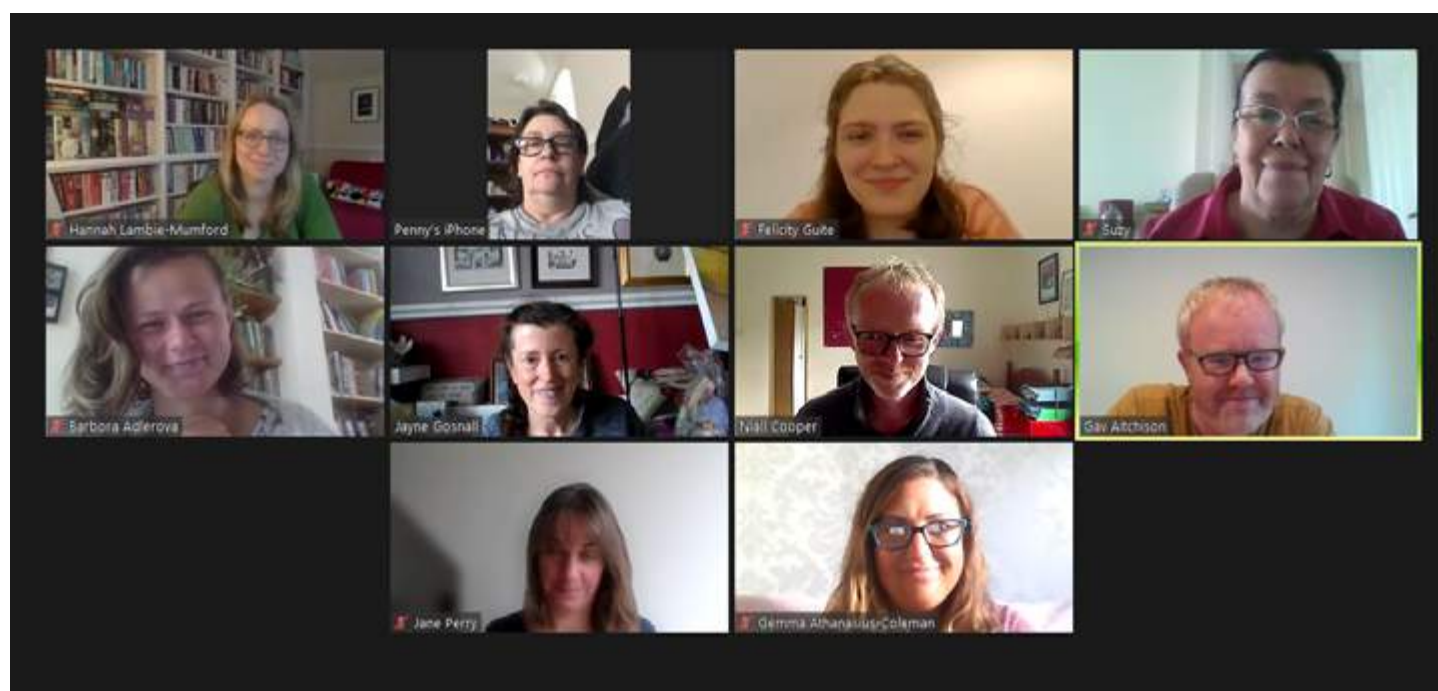 Hannah Lambie-Mumford
Penny's iPhone
Felicity Guite
Suzy
Barbora Adlerova
Jayne Gosnall
Niall Cooper
Gav Aitchison
Jane Perry
Gemma Athanasius-Coleman